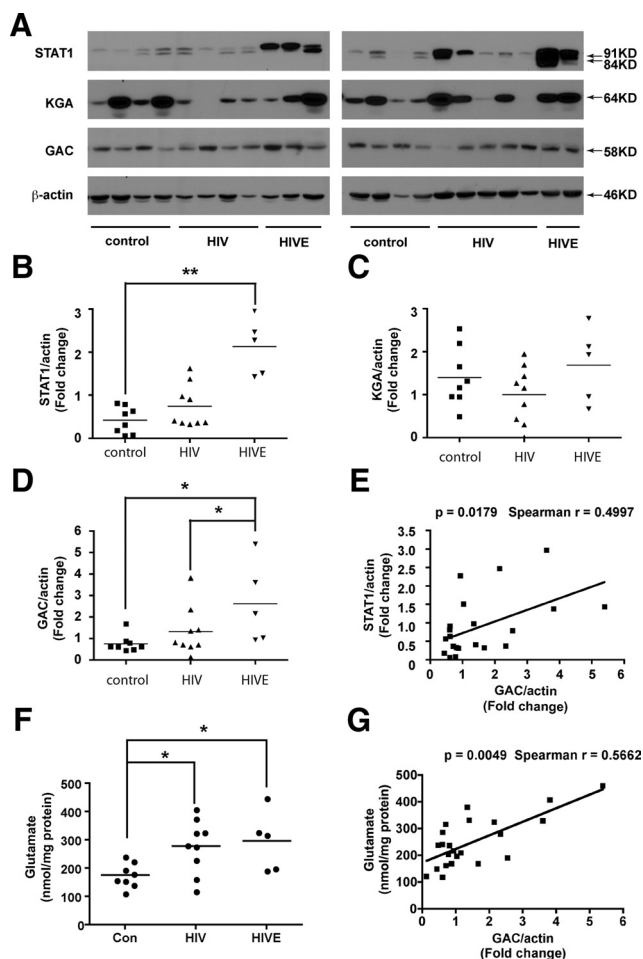 A
STAT1
KGA
GAC
β-actin
91KD
84KD
64KD
58KD
46KD
control HIV HIVE control HIV HIVE
B
**
STAT1/actin
(Fold change)
3
2
1
0
control HIV HIVE
C
KGA/actin
(Fold change)
3
2
1
0
control HIV HIVE
D
*
*
GAC/actin
(Fold change)
6
5
4
3
2
1
0
control HIV HIVE
E
p = 0.0179 Spearman r = 0.4997
STAT1/actin
(Fold change)
3.5
3.0
2.5
1.5
1.5
1.0
0.5
0.0
0 1 2 3 4 5 6
GAC/actin
(Fold change)
F
*
*
Glutamate
(nmol/mg protein)
500
400
300
200
100
0
Con HIV HIVE
G
p = 0.0049 Spearman r = 0.5662
Glutamate
(nmol/mg protein)
500
400
300
200
100
0
0 1 2 3 4 5 6
GAC/actin
(Fold change)